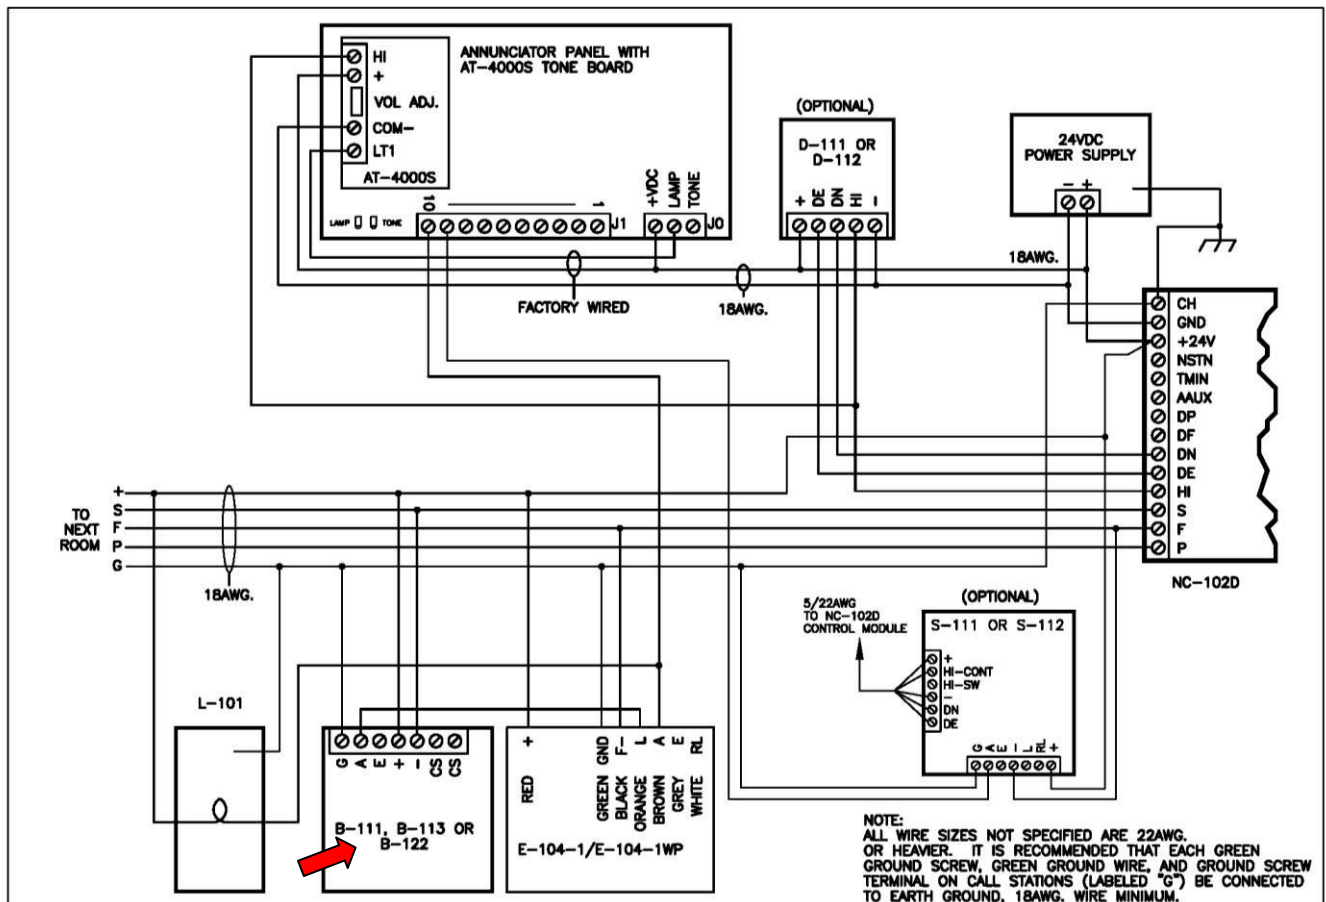 ANNUNCIATOR PANEL WITH
AT-4000S TONE BOARD
HI
+
VOL ADJ.
COM-
LT1
AT-4000S
LAMP
TONE
10
1
J1
+VDC
LAMP
TONE
J0
FACTORY WIRED
18AWG.
(OPTIONAL)
D-111 OR
D-112
+
DE
DN
HI
-
24VDC
POWER SUPPLY
- +
18AWG.
CH
GND
+24V
NSTN
TMIN
AAUX
DP
DF
DN
DE
HI
S
F
P
NC-102D
TO
NEXT
ROOM
+
S
F
P
G
18AWG.
L-101
G
A
E
+
-
CS
CS
B-111, B-113 OR
B-122
+
GND
F-
L
A
E
RL
RED
GREEN
BLACK
ORANGE
BROWN
GREY
WHITE
E-104-1/E-104-1WP
5/22AWG
TO NC-102D
CONTROL MODULE
(OPTIONAL)
S-111 OR S-112
+
HI-CONT
HI-SW
-
DN
DE
G
A
E
-
L
RL
+
NOTE:
ALL WIRE SIZES NOT SPECIFIED ARE 22AWG.
OR HEAVIER. IT IS RECOMMENDED THAT EACH GREEN
GROUND SCREW, GREEN GROUND WIRE, AND GROUND SCREW
TERMINAL ON CALL STATIONS (LABELED "G") BE CONNECTED
TO EARTH GROUND, 18AWG. WIRE MINIMUM.